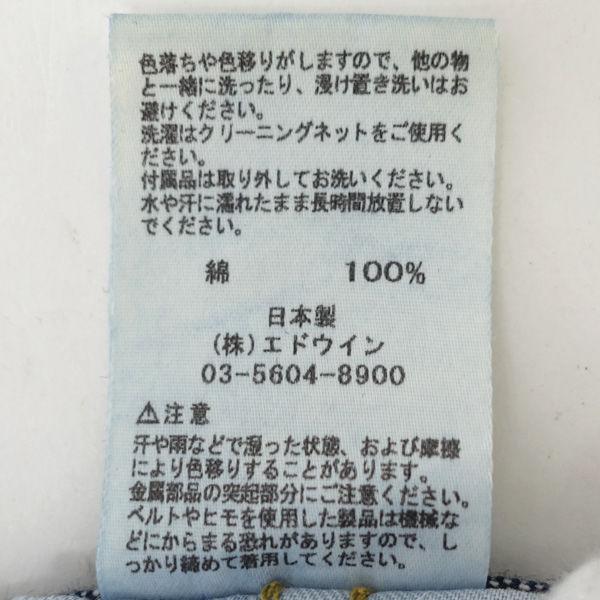 色落ちや色移りがしますので、他の物
と一緒に洗ったり、浸け置き洗いはお
避けください。
洗濯はクリーニングネットをご使用く
ださい。
付属品は取り外してお洗いください。
水や汗に濡れたまま長時間放置しない
でください。
綿 100%
日本製
(株)エドウイン
03-5604-8900
⚠注意
汗や雨などで湿った状態、および摩擦
により色移りすることがあります。
金属部品の突起部分にご注意ください。
ベルトやヒモを使用した製品は機械な
どにからまる恐れがありますので、し
っかり締めて着用してください。